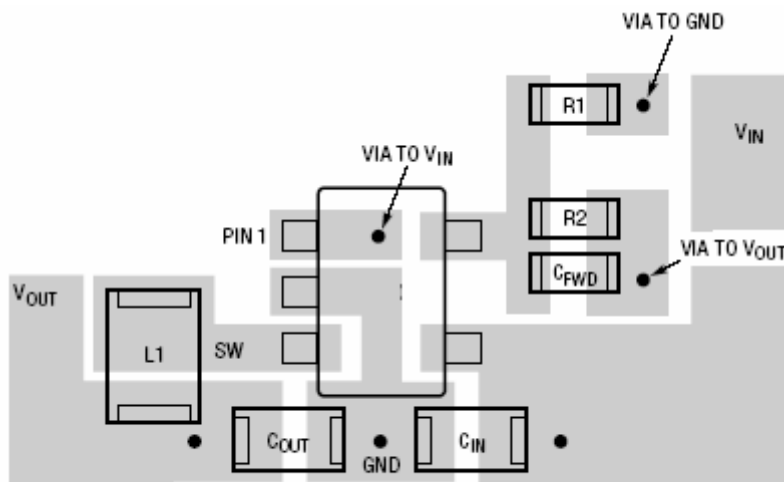 VIA TO GND
R1
VIN
VIA TO VIN
PIN 1
R2
VIA TO VOUT
CFWD
VOUT
L1
SW
COUT
CIN
GND